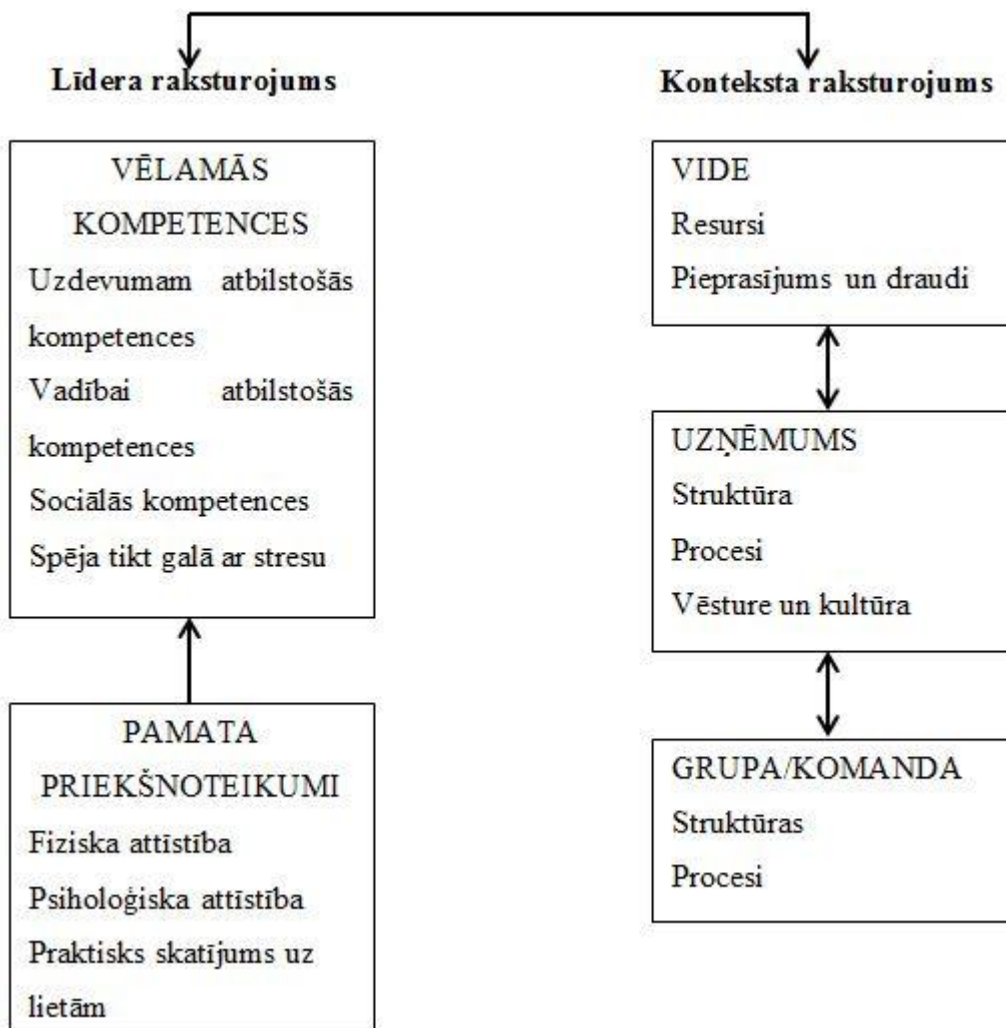 Līdera raksturojums
VĒLAMĀS
KOMPETENCES
Uzdevumam atbilstošās
kompetences
Vadībai atbilstošās
kompetences
Sociālās kompetences
Spēja tikt galā ar stresu
PAMATA
PRIEKŠNOTEIKUMI
Fiziska attīstība
Psiholoģiska attīstība
Praktisks skatījums uz
lietām
Konteksta raksturojums
VIDE
Resursi
Pieprasījums un draudi
UZŅĒMUMS
Struktūra
Procesi
Vēsture un kultūra
GRUPA/KOMANDA
Struktūras
Procesi